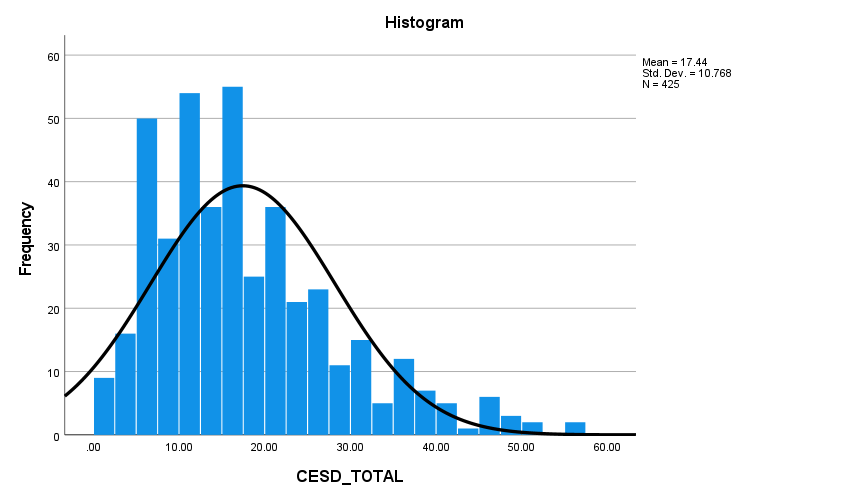 Histogram
Mean = 17.44
Std. Dev. = 10.768
N = 425
60
50
40
30
20
10
0
Frequency
.00 10.00 20.00 30.00 40.00 50.00 60.00
CESD_TOTAL